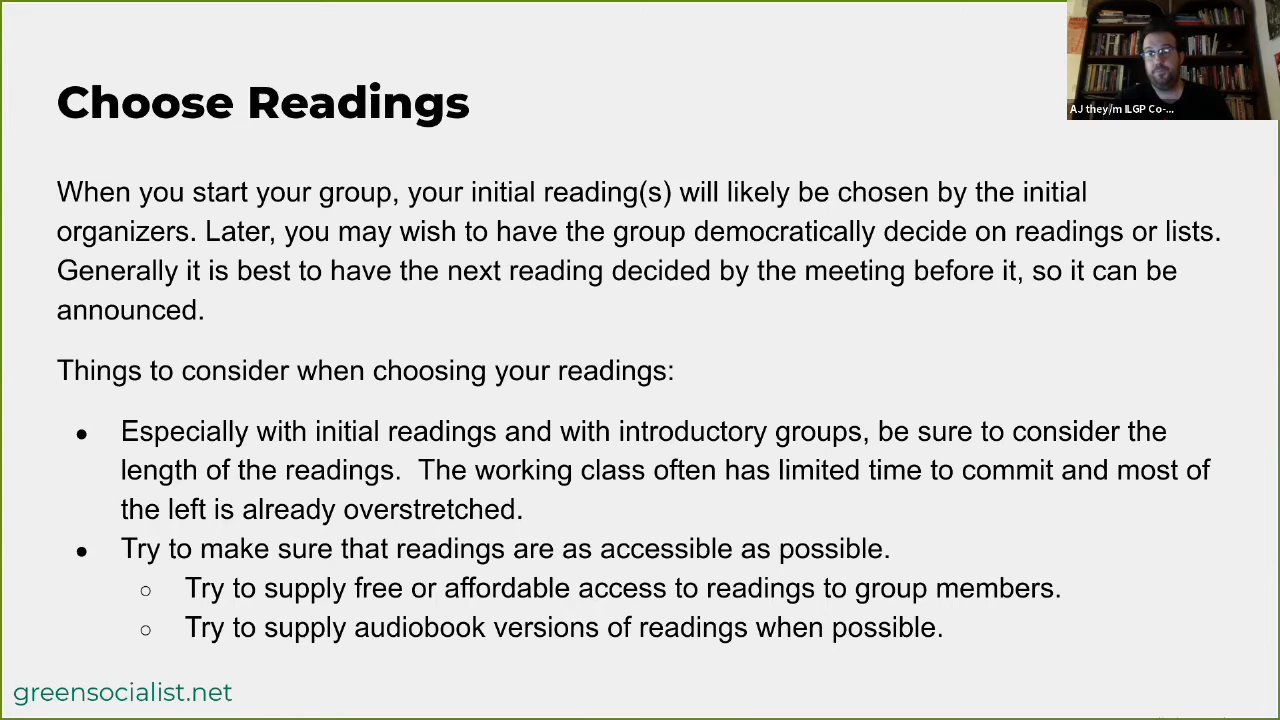 Choose Readings
AJ they/m ILGP Co-...
When you start your group, your initial reading(s) will likely be chosen by the initial
organizers. Later, you may wish to have the group democratically decide on readings or lists.
Generally it is best to have the next reading decided by the meeting before it, so it can be
announced.
Things to consider when choosing your readings:
● Especially with initial readings and with introductory groups, be sure to consider the
length of the readings.  The working class often has limited time to commit and most of
the left is already overstretched.
● Try to make sure that readings are as accessible as possible.
○ Try to supply free or affordable access to readings to group members.
○ Try to supply audiobook versions of readings when possible.
greensocialist.net